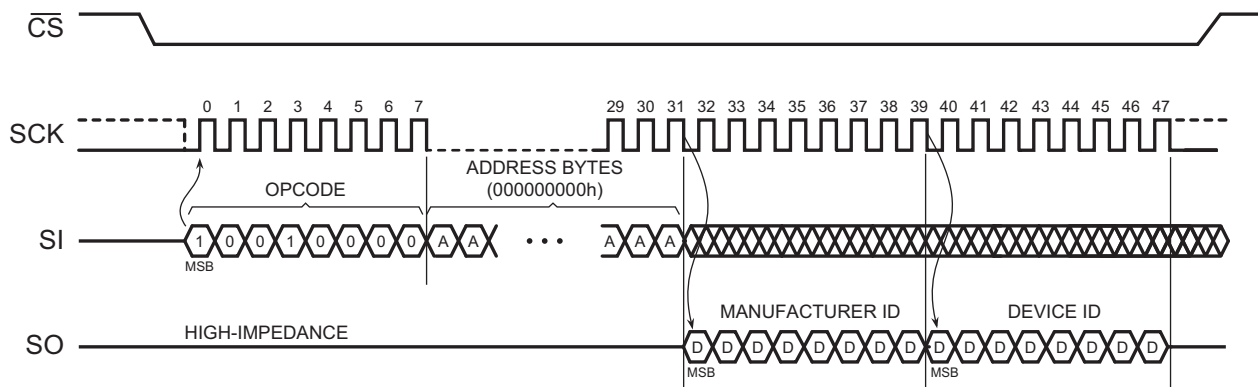 CS
0 1 2 3 4 5 6 7 29 30 31 32 33 34 35 36 37 38 39 40 41 42 43 44 45 46 47
SCK
ADDRESS BYTES
(000000000h)
OPCODE
SI 1 0 0 1 0 0 0 0 A A • • • A A A
MSB
HIGH-IMPEDANCE MANUFACTURER ID DEVICE ID
SO D D D D D D D D D D D D D D D D
MSB MSB